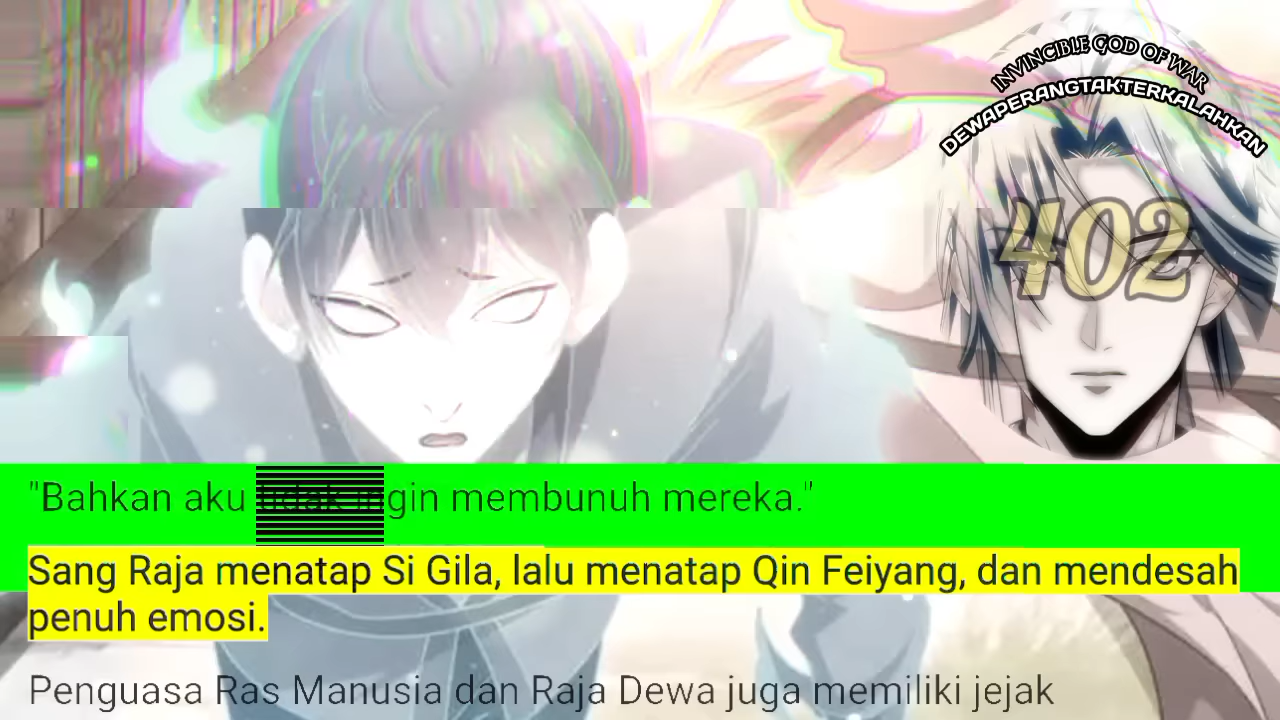 INVINCIBLE GOD OF WAR
DEWAPERANGTAKTERKALAHKAN
402
"Bahkan aku tidak ingin membunuh mereka."
Sang Raja menatap Si Gila, lalu menatap Qin Feiyang, dan mendesah
penuh emosi.
Penguasa Ras Manusia dan Raja Dewa juga memiliki jejak